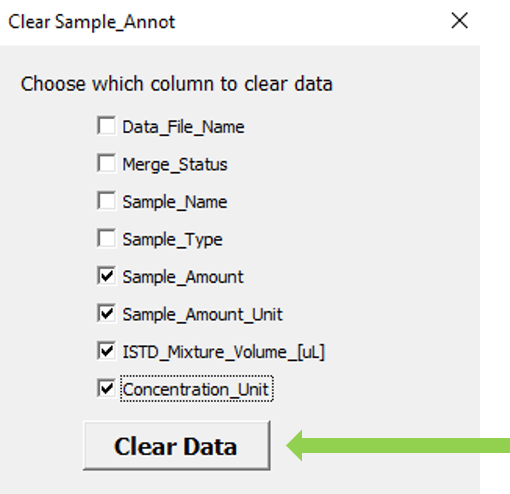 Clear Sample_Annot
Choose which column to clear data
Data_File_Name
Merge_Status
Sample_Name
Sample_Type
Sample_Amount
Sample_Amount_Unit
ISTD_Mixture_Volume_[uL]
Concentration_Unit
Clear Data